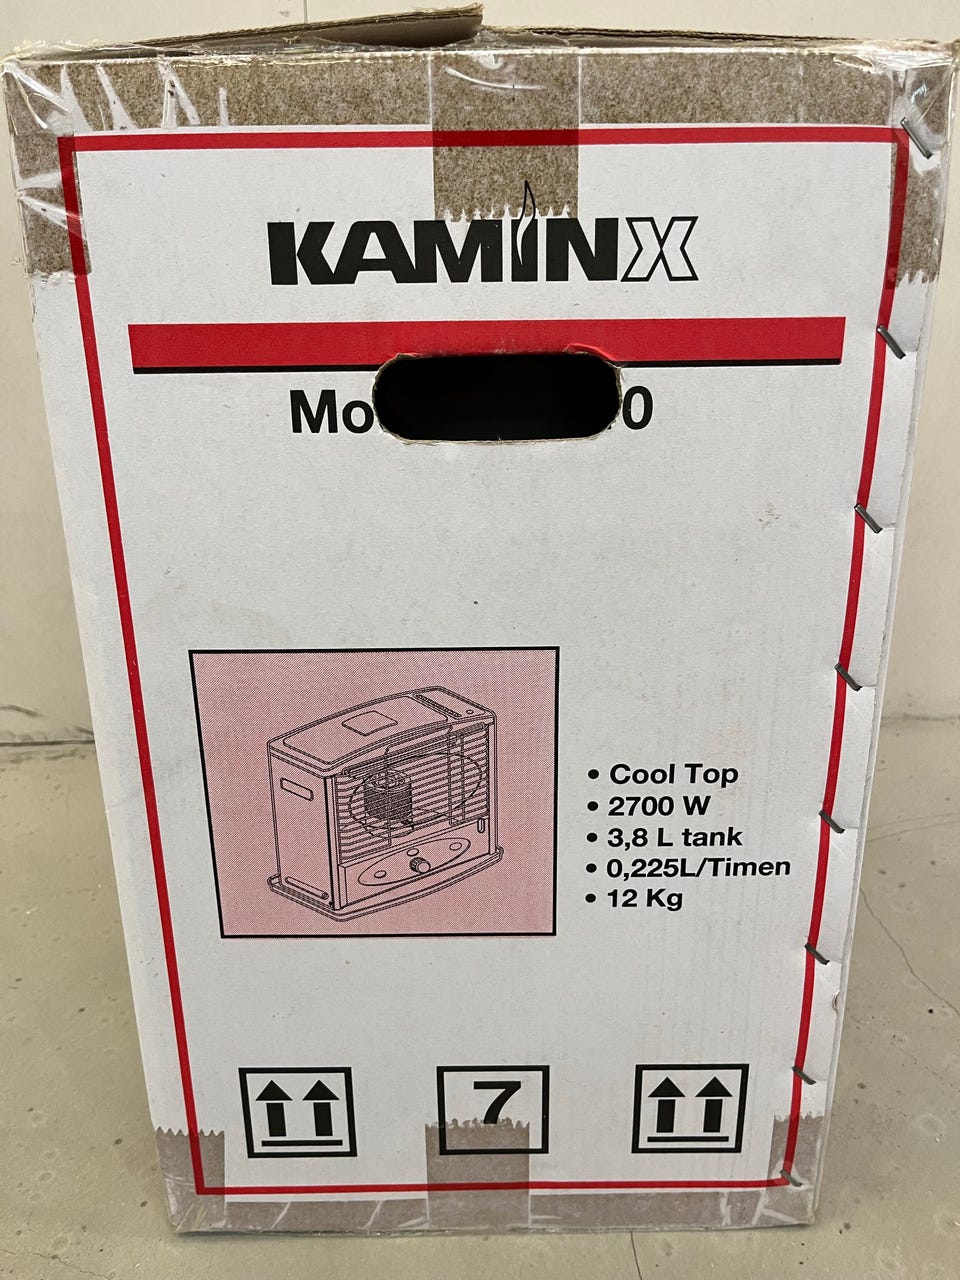 KAMINX
Mo 0
• Cool Top
• 2700 W
• 3,8 L tank
• 0,225L/Timen
• 12 Kg
7